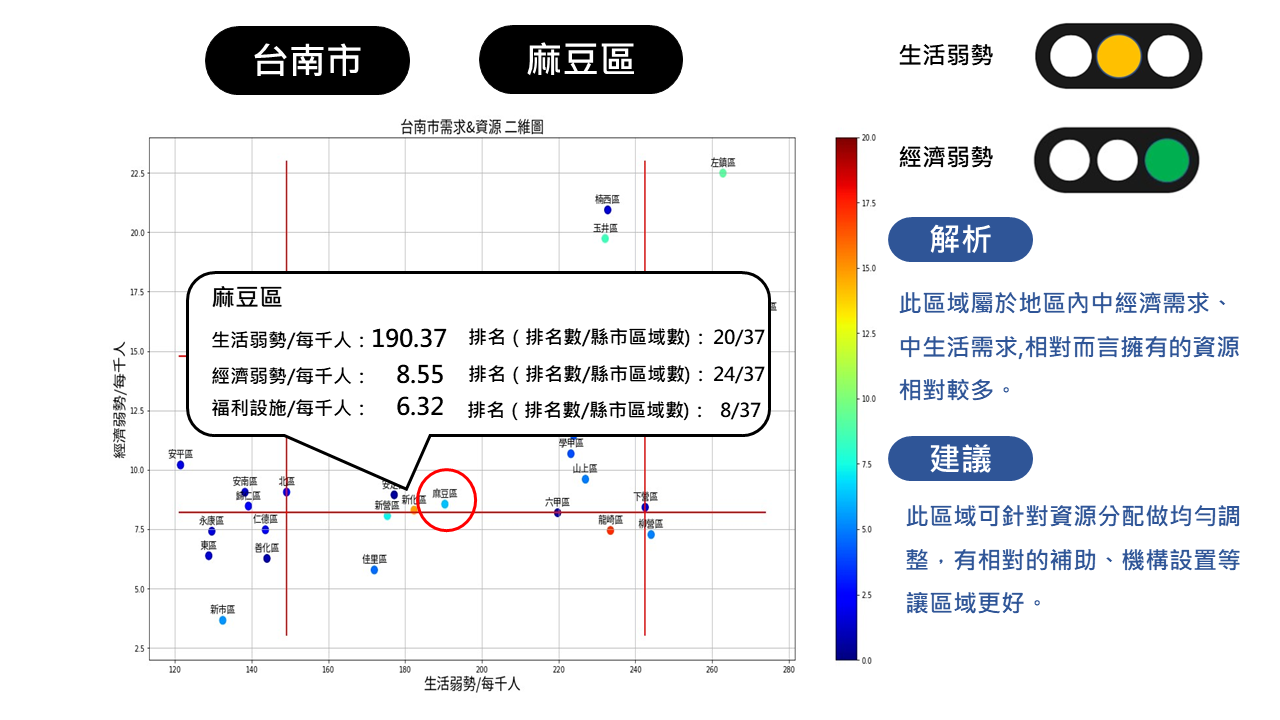 台南市
麻豆區
生活弱勢
經濟弱勢
台南市需求&資源 二維圖
左鎮區
楠西區
玉井區
區
麻豆區
生活弱勢/每千人：190.37 排名（排名數/縣市區域數)： 20/37
經濟弱勢/每千人： 8.55 排名（排名數/縣市區域數)： 24/37
福利設施/每千人： 6.32 排名（排名數/縣市區域數)： 8/37
學甲區
安平區
山上區
安南區
北區
歸仁區
新營區
新化區
麻豆區
六甲區
下營區
永康區
仁德區
龍崎區
柳營區
東區
善化區
佳里區
新市區
經濟弱勢/每千人
22.5
20.0
17.5
15.0
12.5
10.0
7.5
5.0
2.5
120 140 160 180 200 220 240 260 280
生活弱勢/每千人
20.0
17.5
15.0
12.5
10.0
7.5
5.0
2.5
0.0
解析
此區域屬於地區內中經濟需求、
中生活需求,相對而言擁有的資源
相對較多。
建議
此區域可針對資源分配做均勻調
整，有相對的補助、機構設置等
讓區域更好。